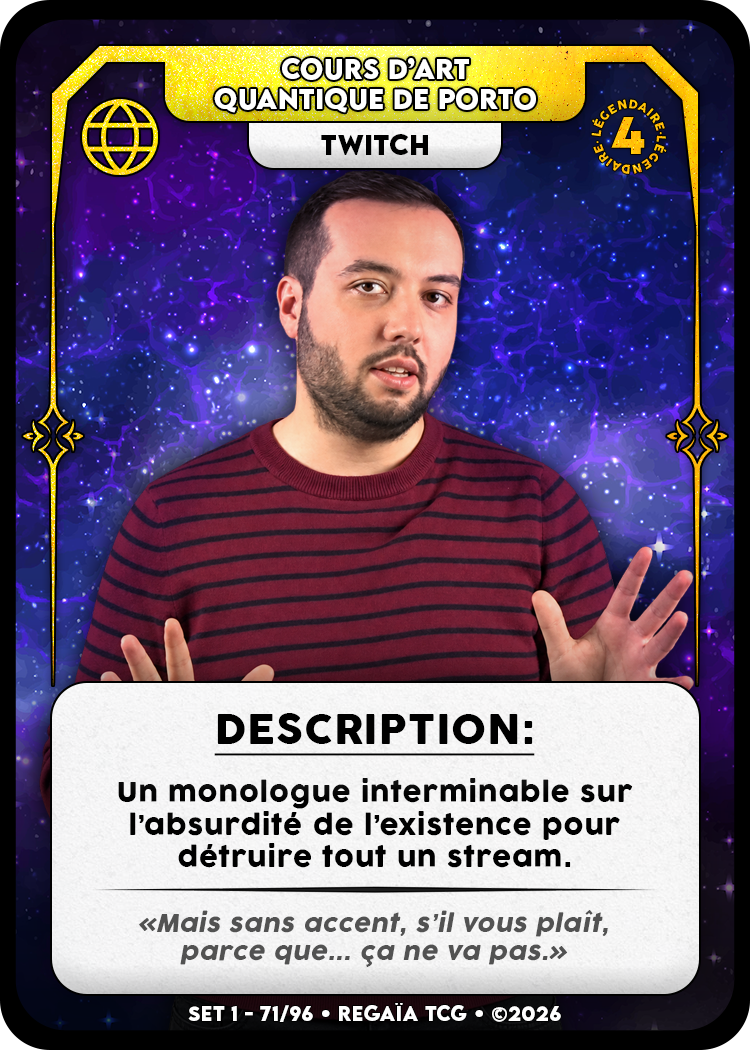 COURS D’ART
QUANTIQUE DE PORTO
TWITCH
LÉGENDAIRE•LÉGENDAIRE•
4
DESCRIPTION:
Un monologue interminable sur
l’absurdité de l’existence pour
détruire tout un stream.
«Mais sans accent, s’il vous plaît,
parce que... ça ne va pas.»
SET 1 - 71/96 • REGAÏA TCG • ©2026